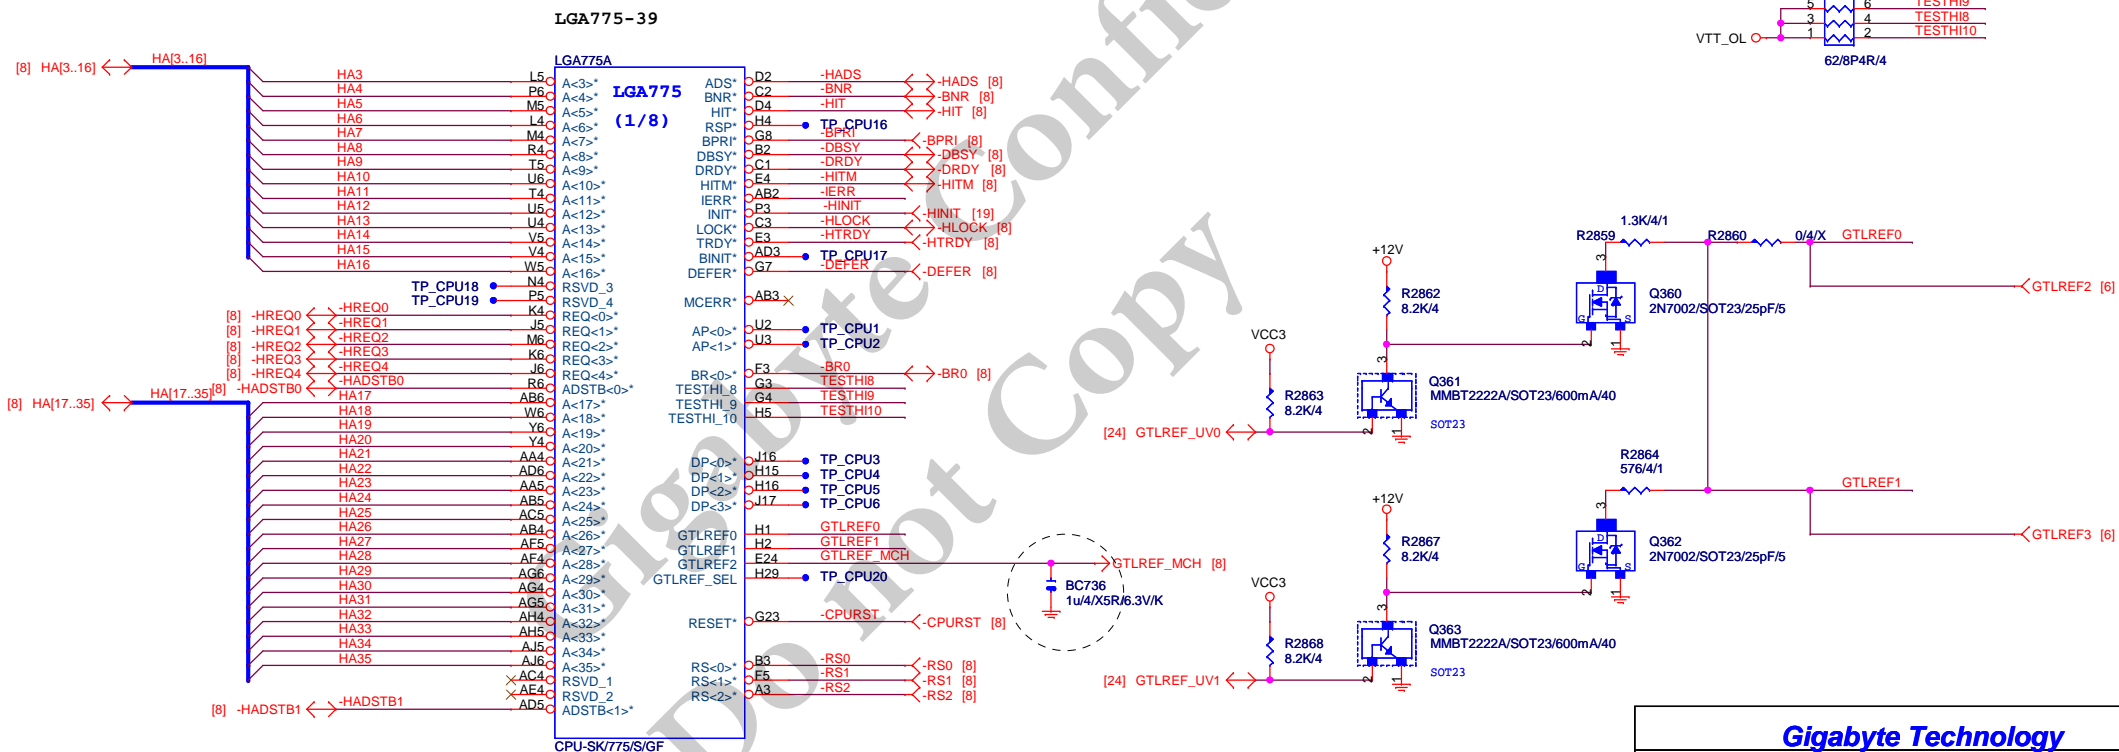 LGA775-39
LGA775A
LGA775
(1/8)
[8] HA[3..16]
HA[3..16]
HA3 L5 A<3>*
HA4 P6 A<4>*
HA5 M5 A<5>*
HA6 L4 A<6>*
HA7 M4 A<7>*
HA8 R4 A<8>*
HA9 T5 A<9>*
HA10 U6 A<10>*
HA11 T4 A<11>*
HA12 U5 A<12>*
HA13 U4 A<13>*
HA14 V5 A<14>*
HA15 V4 A<15>*
HA16 W5 A<16>*
TP_CPU18 N4 RSVD_3
TP_CPU19 P5 RSVD_4
[8] -HREQ0 -HREQ0 K4 REQ<0>*
[8] -HREQ1 -HREQ1 J5 REQ<1>*
[8] -HREQ2 -HREQ2 M6 REQ<2>*
[8] -HREQ3 -HREQ3 K6 REQ<3>*
[8] -HREQ4 -HREQ4 J6 REQ<4>*
[8] -HADSTB0 -HADSTB0 R6 ADSTB<0>*
[8] HA[17..35] HA[17..35]
HA17 AB6 A<17>*
HA18 W6 A<18>*
HA19 Y6 A<19>*
HA20 Y4 A<20>*
HA21 AA4 A<21>*
HA22 AD6 A<22>*
HA23 AA5 A<23>*
HA24 AB5 A<24>*
HA25 AC5 A<25>*
HA26 AB4 A<26>*
HA27 AF5 A<27>*
HA28 AF4 A<28>*
HA29 AG6 A<29>*
HA30 AG4 A<30>*
HA31 AG5 A<31>*
HA32 AH4 A<32>*
HA33 AH5 A<33>*
HA34 AJ5 A<34>*
HA35 AJ6 A<35>*
AC4 RSVD_1
AE4 RSVD_2
[8] -HADSTB1 -HADSTB1 AD5 ADSTB<1>*
CPU-SK/775/S/GF
ADS* D2 -HADS -HADS [8]
BNR* C2 -BNR -BNR [8]
HIT* D4 -HIT -HIT [8]
RSP* H4 TP_CPU16
BPRI* G8 -BPRI -BPRI [8]
DBSY* B2 -DBSY -DBSY [8]
DRDY* C1 -DRDY -DRDY [8]
HITM* E4 -HITM -HITM [8]
IERR* AB2 -IERR
INIT* P3 -HINIT -HINIT [19]
LOCK* C3 -HLOCK -HLOCK [8]
TRDY* E3 -HTRDY -HTRDY [8]
BINIT* AD3 TP_CPU17
DEFER* G7 -DEFER -DEFER [8]
MCERR* AB3
AP<0>* U2 TP_CPU1
AP<1>* U3 TP_CPU2
BR<0>* F3 -BR0 -BR0 [8]
TESTHI_8 G3 TESTHI8
TESTHI_9 G4 TESTHI9
TESTHI_10 H5 TESTHI10
DP<0>* J16 TP_CPU3
DP<1>* H15 TP_CPU4
DP<2>* H16 TP_CPU5
DP<3>* J17 TP_CPU6
GTLREF0 H1 GTLREF0
GTLREF1 H2 GTLREF1
GTLREF2 E24 GTLREF_MCH GTLREF_MCH [8]
GTLREF_SEL H29 TP_CPU20
BC736
1u/4/X5R/6.3V/K
RESET* G23 -CPURST -CPURST [8]
RS<0>* B3 -RS0 -RS0 [8]
RS<1>* F5 -RS1 -RS1 [8]
RS<2>* A3 -RS2 -RS2 [8]
5 6 TESTHI9
3 4 TESTHI8
VTT_OL 1 2 TESTHI10
62/8P4R/4
1.3K/4/1
R2859 R2860 0/4/X GTLREF0
GTLREF2 [6]
3
D
G S
2 1
Q360
2N7002/SOT23/25pF/5
+12V
R2862
8.2K/4
VCC3
R2863
8.2K/4
3
Q361
MMBT2222A/SOT23/600mA/40
SOT23
2 1
[24] GTLREF_UV0
R2864
576/4/1
GTLREF1
GTLREF3 [6]
3
D
G S
2 1
Q362
2N7002/SOT23/25pF/5
+12V
R2867
8.2K/4
VCC3
R2868
8.2K/4
3
Q363
MMBT2222A/SOT23/600mA/40
SOT23
2 1
[24] GTLREF_UV1
Gigabyte Confi
Do not Copy
Gigabyte Technology